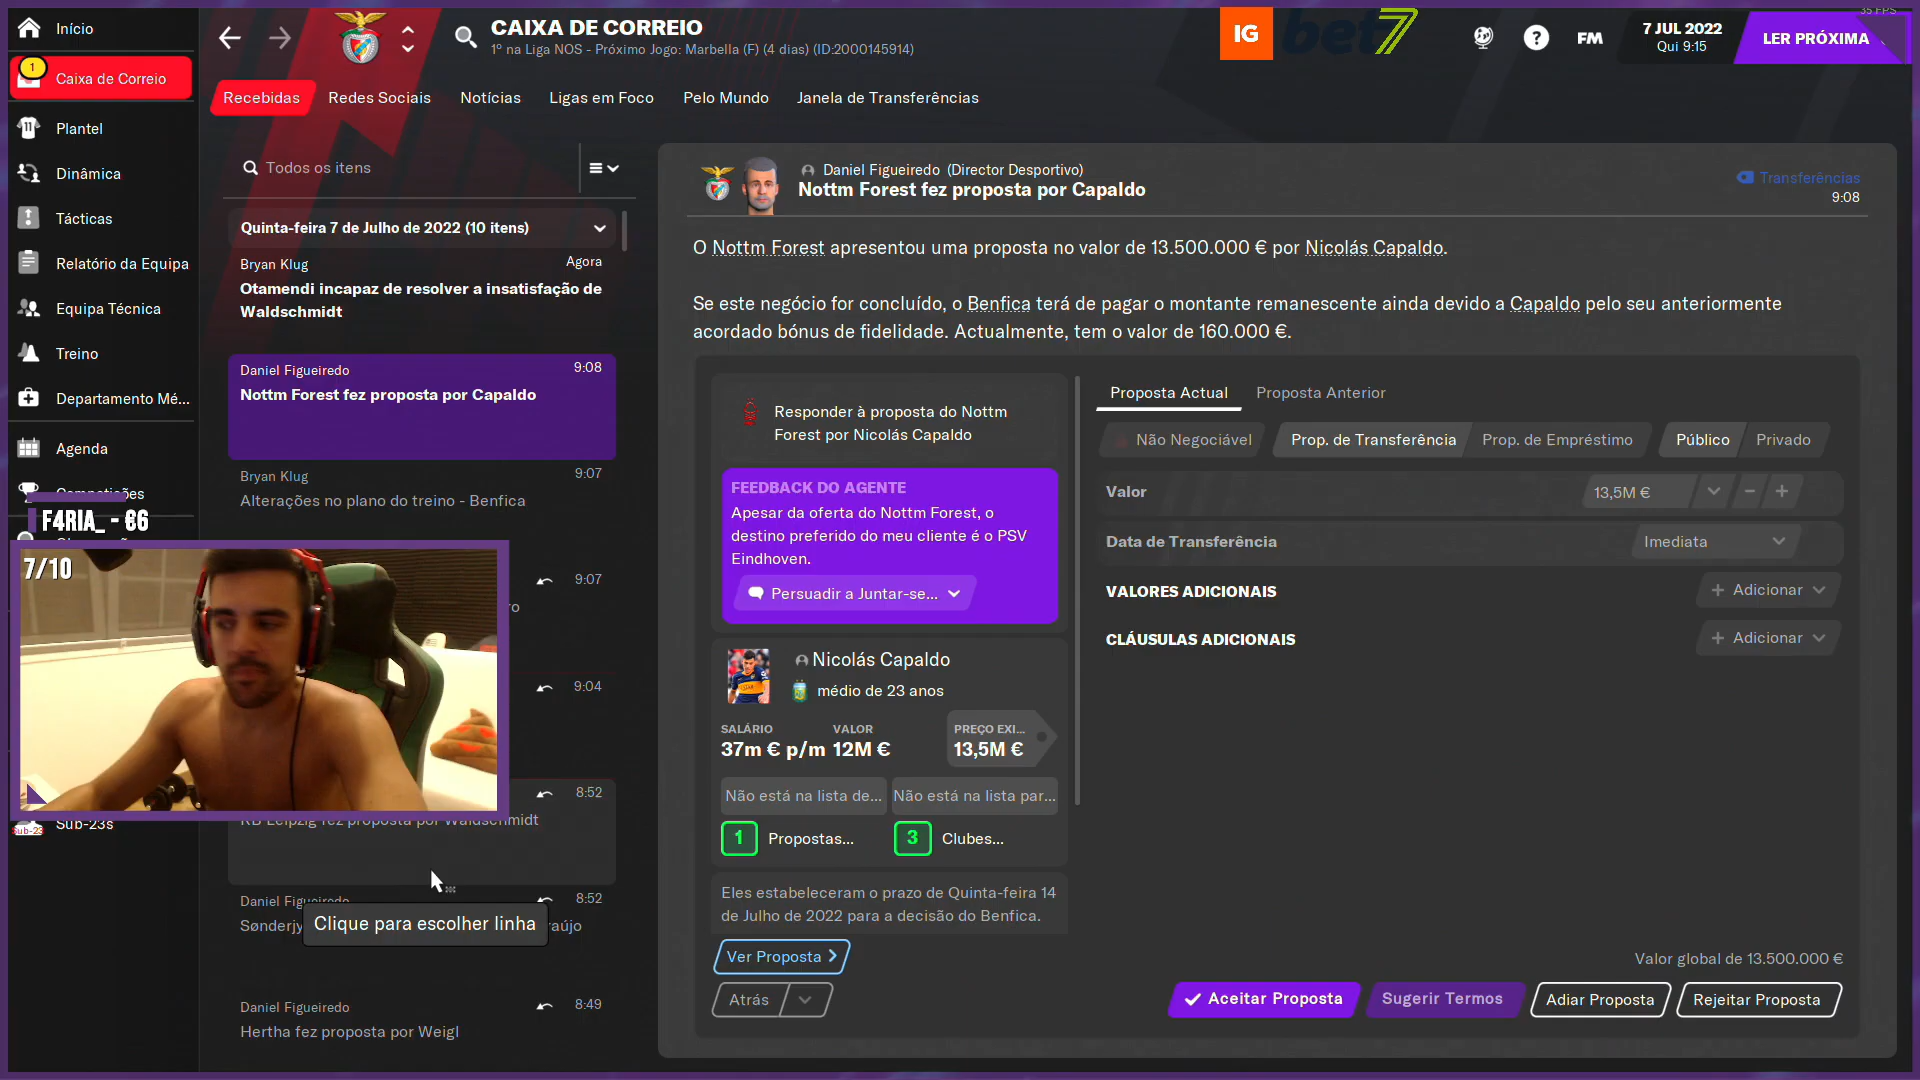 Início
1
Caixa de Correio
Plantel
Dinâmica
Tácticas
Relatório da Equipa
Equipa Técnica
Treino
Departamento Mé...
Agenda
F4RIA_ - €6
7/10
Sub-23s
Sub-23
CAIXA DE CORREIO
1º na Liga NOS - Próximo Jogo: Marbella (F) (4 dias) (ID:2000145914)
IG
bet7
35 FPS
FM
7 JUL 2022
Qui 9:15
LER PRÓXIMA
Recebidas
Redes Sociais
Notícias
Ligas em Foco
Pelo Mundo
Janela de Transferências
Todos os itens
Quinta-feira 7 de Julho de 2022 (10 itens)
Bryan Klug
Agora
Otamendi incapaz de resolver a insatisfação de
Waldschmidt
Daniel Figueiredo
9:08
Nottm Forest fez proposta por Capaldo
Bryan Klug
9:07
Alterações no plano do treino - Benfica
9:07
9:04
8:52
RB Leipzig fez proposta por Waldschmidt
Daniel Figueiredo
8:52
Clique para escolher linha
Daniel Figueiredo
8:49
Hertha fez proposta por Weigl
Daniel Figueiredo (Director Desportivo)
Nottm Forest fez proposta por Capaldo
Transferências
9:08
O Nottm Forest apresentou uma proposta no valor de 13.500.000 € por Nicolás Capaldo.
Se este negócio for concluído, o Benfica terá de pagar o montante remanescente ainda devido a Capaldo pelo seu anteriormente
acordado bónus de fidelidade. Actualmente, tem o valor de 160.000 €.
Responder à proposta do Nottm
Forest por Nicolás Capaldo
FEEDBACK DO AGENTE
Apesar da oferta do Nottm Forest, o
destino preferido do meu cliente é o PSV
Eindhoven.
Persuadir a Juntar-se...
Nicolás Capaldo
médio de 23 anos
SALÁRIO
37m € p/m
VALOR
12M €
PREÇO EXI...
13,5M €
Não está na lista de...
Não está na lista par...
1 Propostas...
3 Clubes...
Eles estabeleceram o prazo de Quinta-feira 14
de Julho de 2022 para a decisão do Benfica.
Ver Proposta
Atrás
Proposta Actual
Proposta Anterior
Não Negociável
Prop. de Transferência
Prop. de Empréstimo
Público
Privado
Valor
13,5M €
Data de Transferência
Imediata
VALORES ADICIONAIS
Adicionar
CLÁUSULAS ADICIONAIS
Adicionar
Valor global de 13.500.000 €
Aceitar Proposta
Sugerir Termos
Adiar Proposta
Rejeitar Proposta